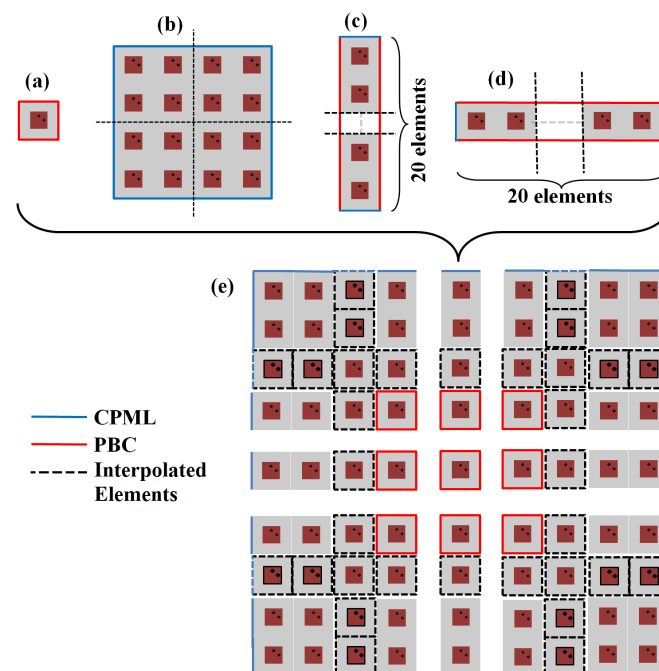 (a)
(b)
(c)
20 elements
(d)
20 elements
(e)
CPML
PBC
Interpolated
Elements